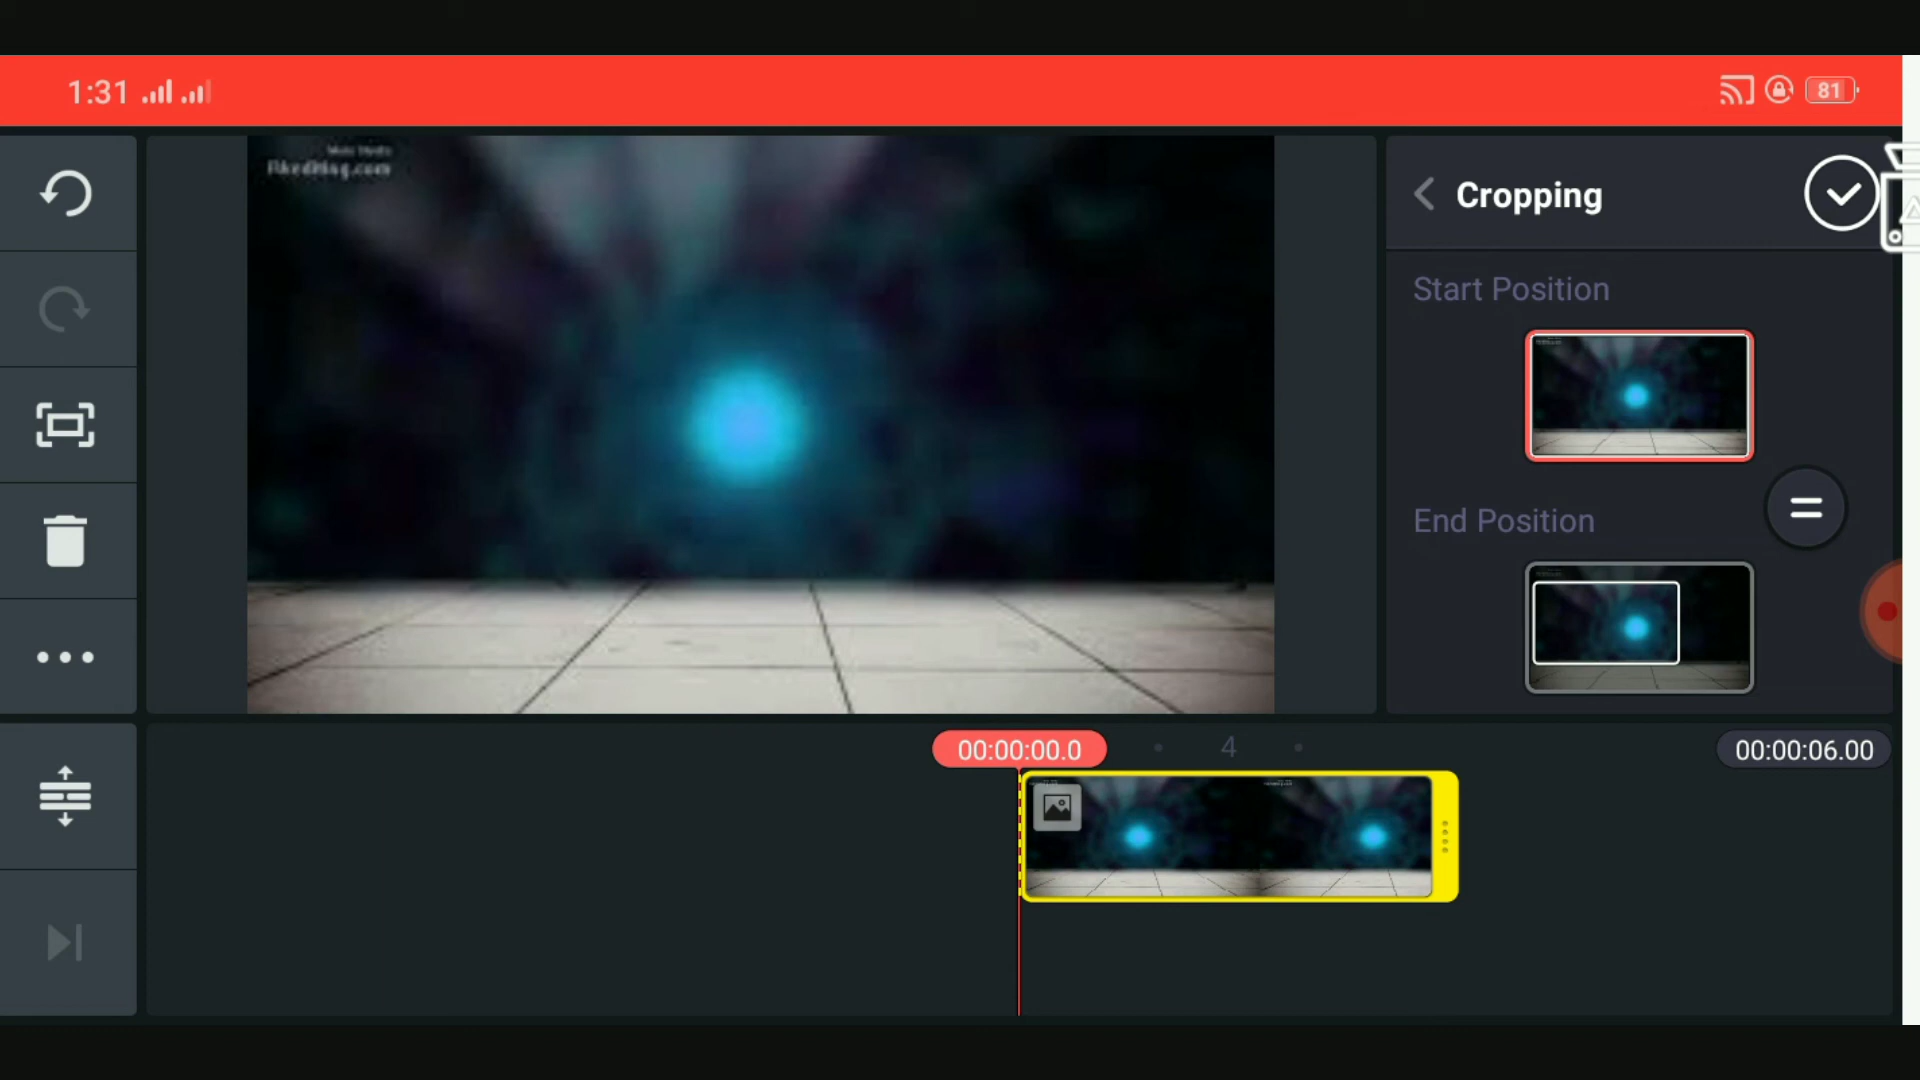 1:31
81
Cropping
Start Position
End Position
00:00:00.0
4
00:00:06.00